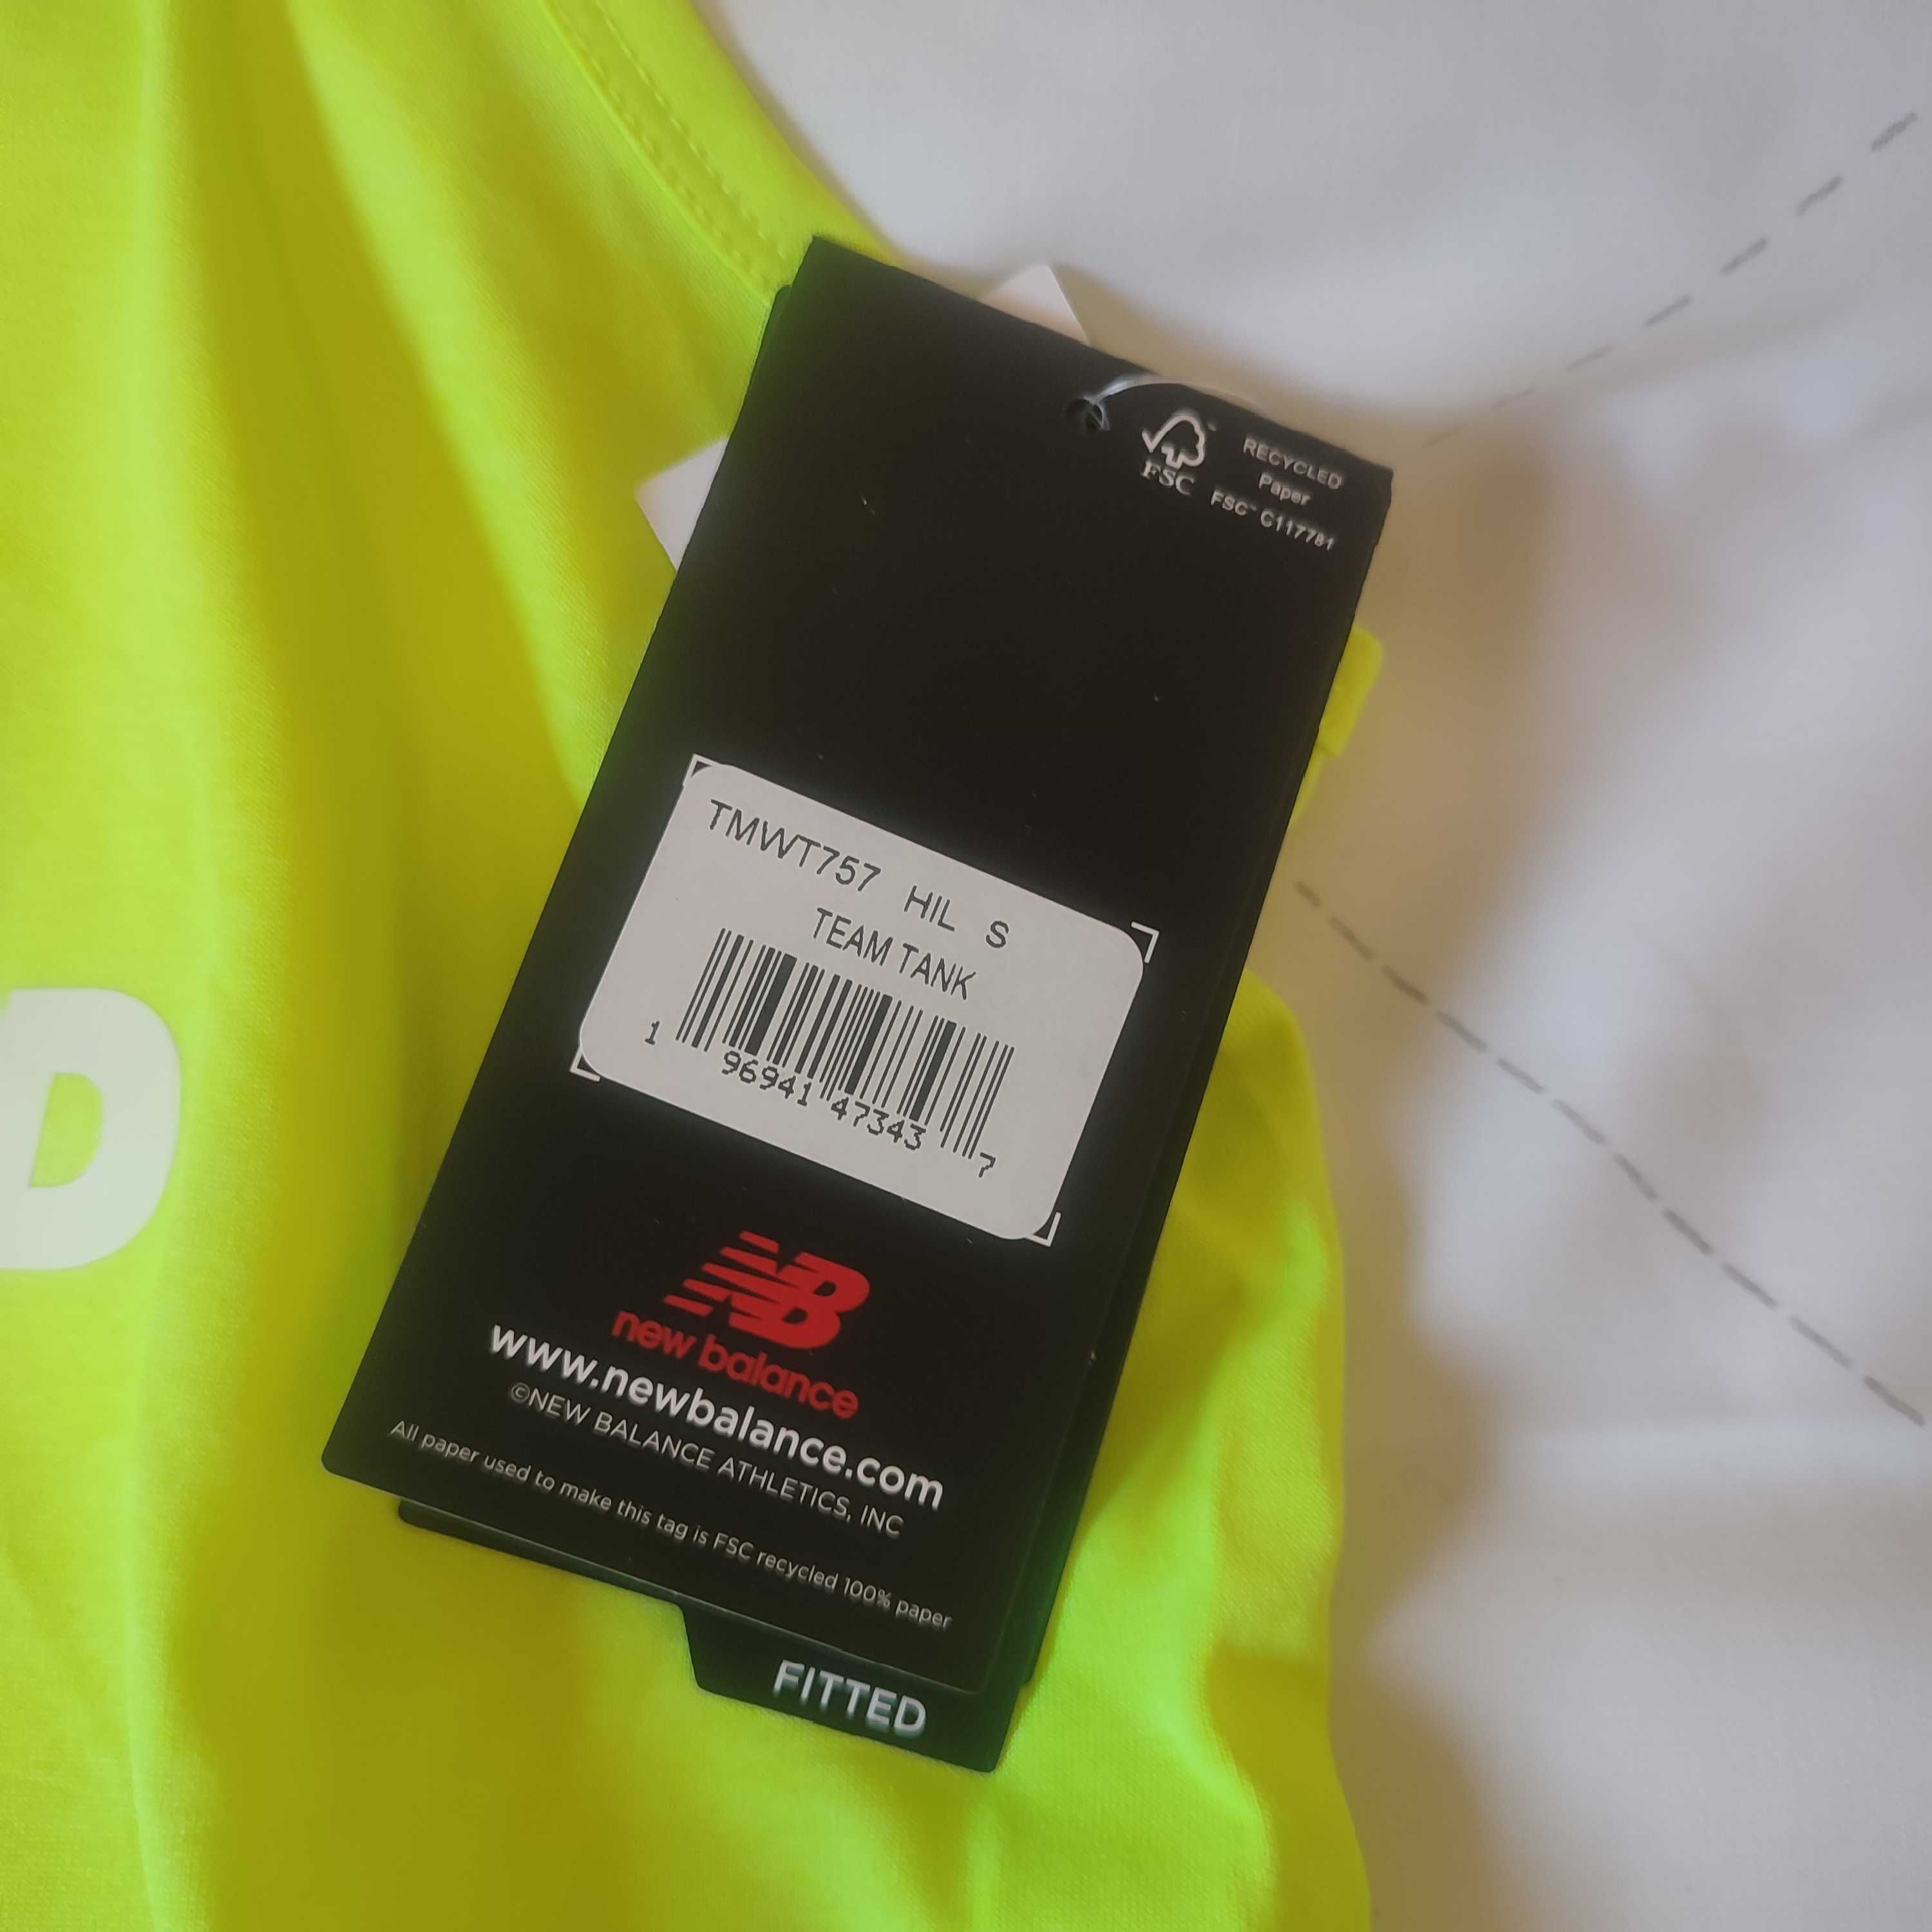 FSC
RECYCLED
Paper
FSC™ C117781
TMWT757 HIL S
TEAM TANK
1 96941 47343 7
NB
new balance
www.newbalance.com
©NEW BALANCE ATHLETICS, INC
All paper used to make this tag is FSC recycled 100% paper
FITTED
D